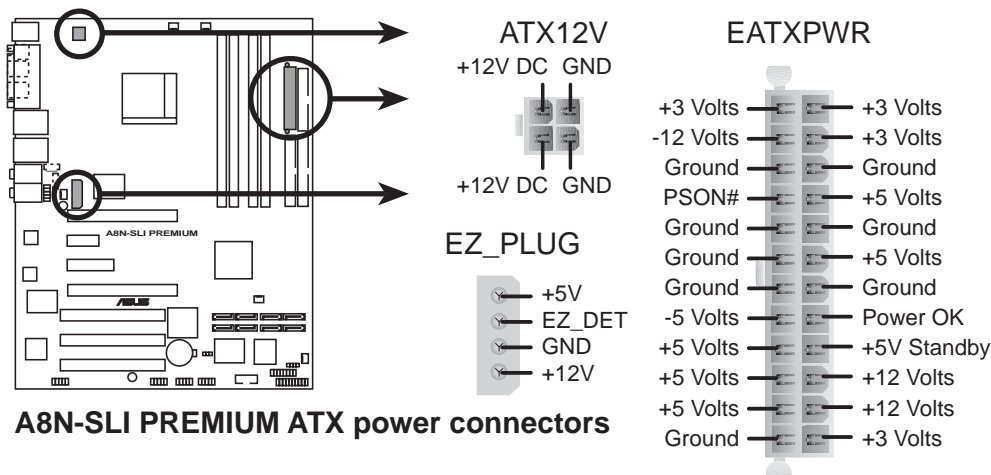 ATX12V
+12V DC GND
+12V DC GND
EZ_PLUG
+5V
EZ_DET
GND
+12V
EATXPWR
+3 Volts +3 Volts
-12 Volts +3 Volts
Ground Ground
PSON# +5 Volts
Ground Ground
Ground +5 Volts
Ground Ground
-5 Volts Power OK
+5 Volts +5V Standby
+5 Volts +12 Volts
+5 Volts +12 Volts
Ground +3 Volts
A8N-SLI PREMIUM
ASUS
A8N-SLI PREMIUM ATX power connectors